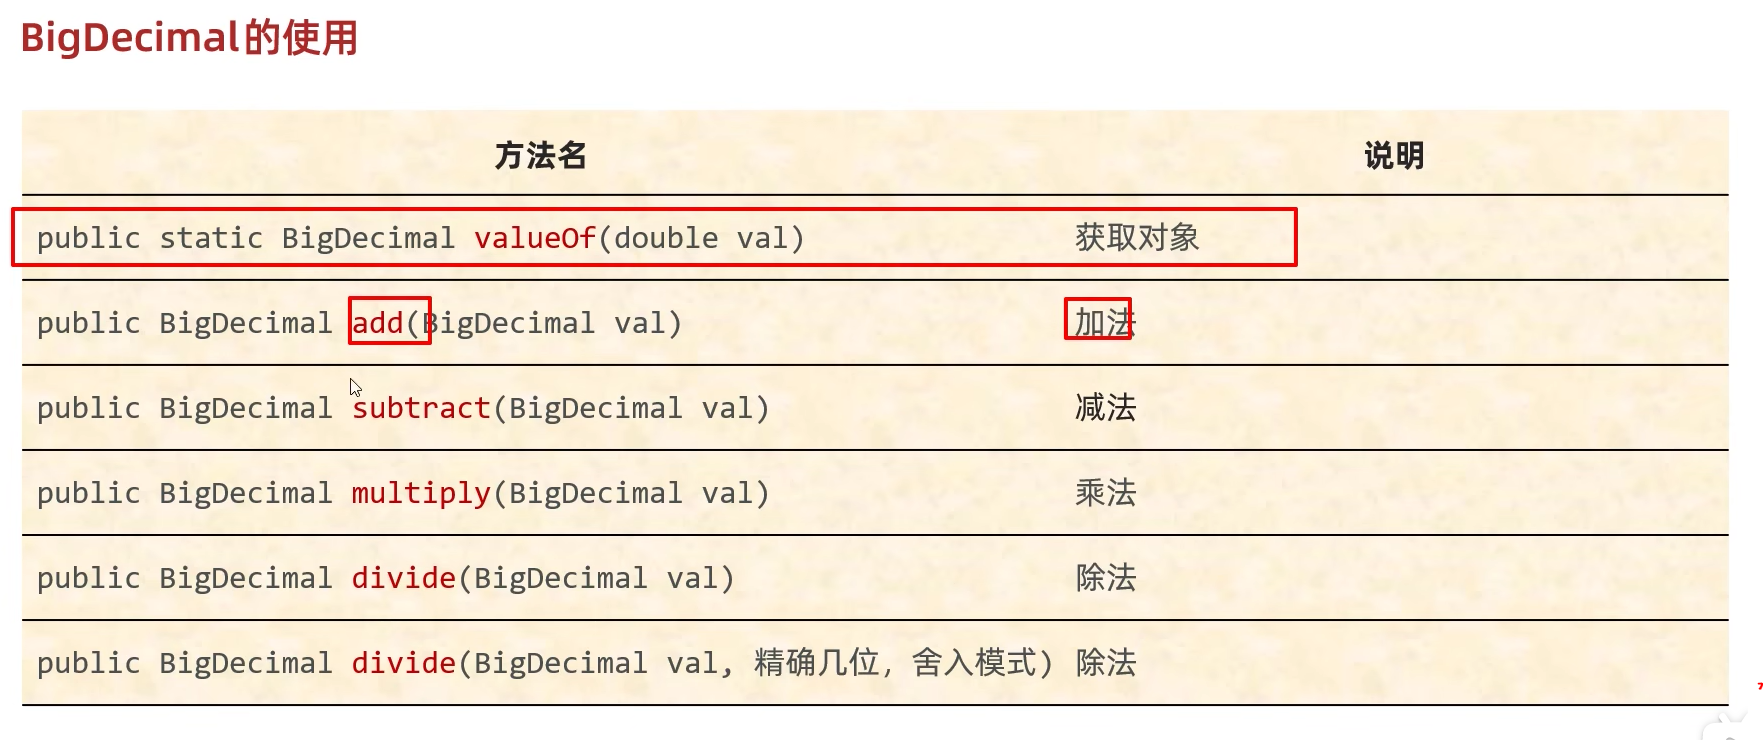 BigDecimal的使用
方法名 说明
public static BigDecimal valueOf(double val) 获取对象
public BigDecimal add(BigDecimal val) 加法
public BigDecimal subtract(BigDecimal val) 减法
public BigDecimal multiply(BigDecimal val) 乘法
public BigDecimal divide(BigDecimal val) 除法
public BigDecimal divide(BigDecimal val, 精确几位, 舍入模式) 除法